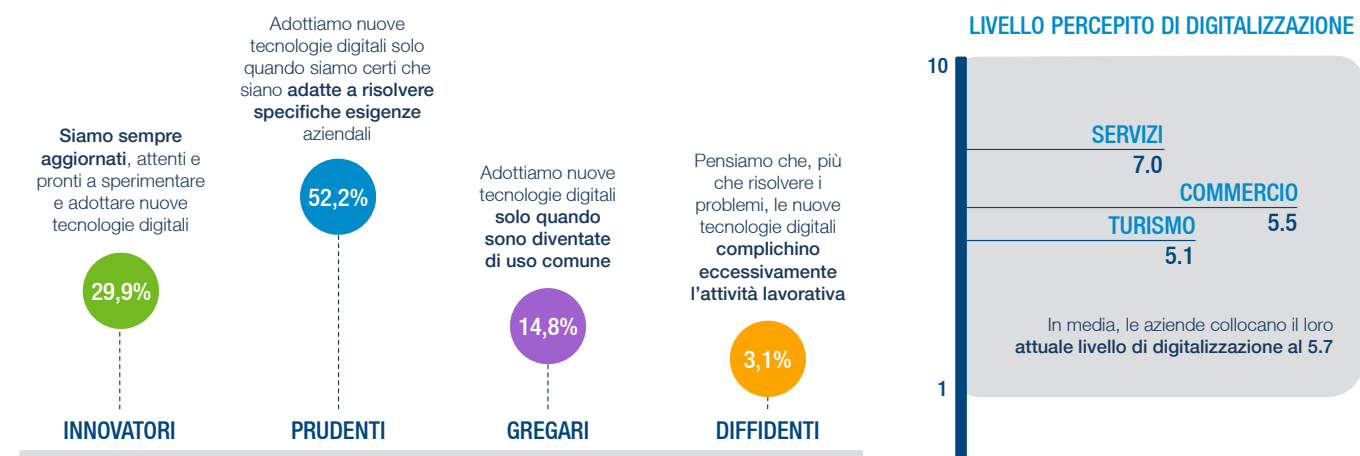 Siamo sempre
aggiornati, attenti e
pronti a sperimentare
e adottare nuove
tecnologie digitali
29,9%
INNOVATORI
Adottiamo nuove
tecnologie digitali solo
quando siamo certi che
siano adatte a risolvere
specifiche esigenze
aziendali
52,2%
PRUDENTI
Adottiamo nuove
tecnologie digitali
solo quando
sono diventate
di uso comune
14,8%
GREGARI
Pensiamo che, più
che risolvere i
problemi, le nuove
tecnologie digitali
complichino
eccessivamente
l'attività lavorativa
3,1%
DIFFIDENTI
LIVELLO PERCEPITO DI DIGITALIZZAZIONE
10
SERVIZI
7.0
COMMERCIO
5.5
TURISMO
5.1
In media, le aziende collocano il loro
attuale livello di digitalizzazione al 5.7
1